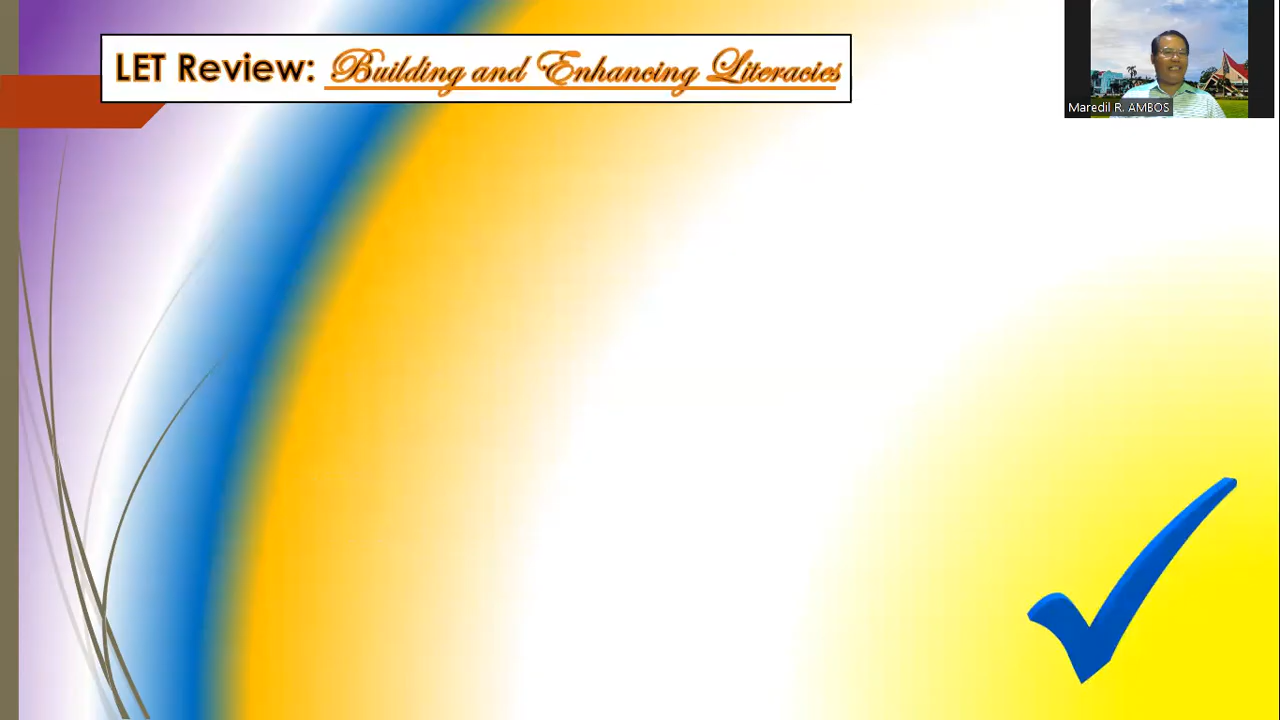 LET Review: Building and Enhancing Literacies
Maredil R. AMBOS